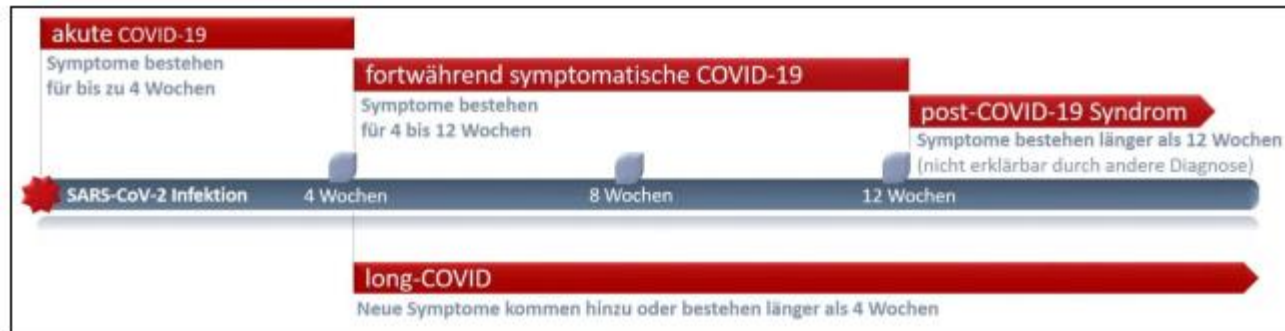 akute COVID-19
Symptome bestehen
für bis zu 4 Wochen
fortwährend symptomatische COVID-19
Symptome bestehen
für 4 bis 12 Wochen
post-COVID-19 Syndrom
Symptome bestehen länger als 12 Wochen
(nicht erklärbar durch andere Diagnose)
SARS-CoV-2 Infektion
4 Wochen
8 Wochen
12 Wochen
long-COVID
Neue Symptome kommen hinzu oder bestehen länger als 4 Wochen